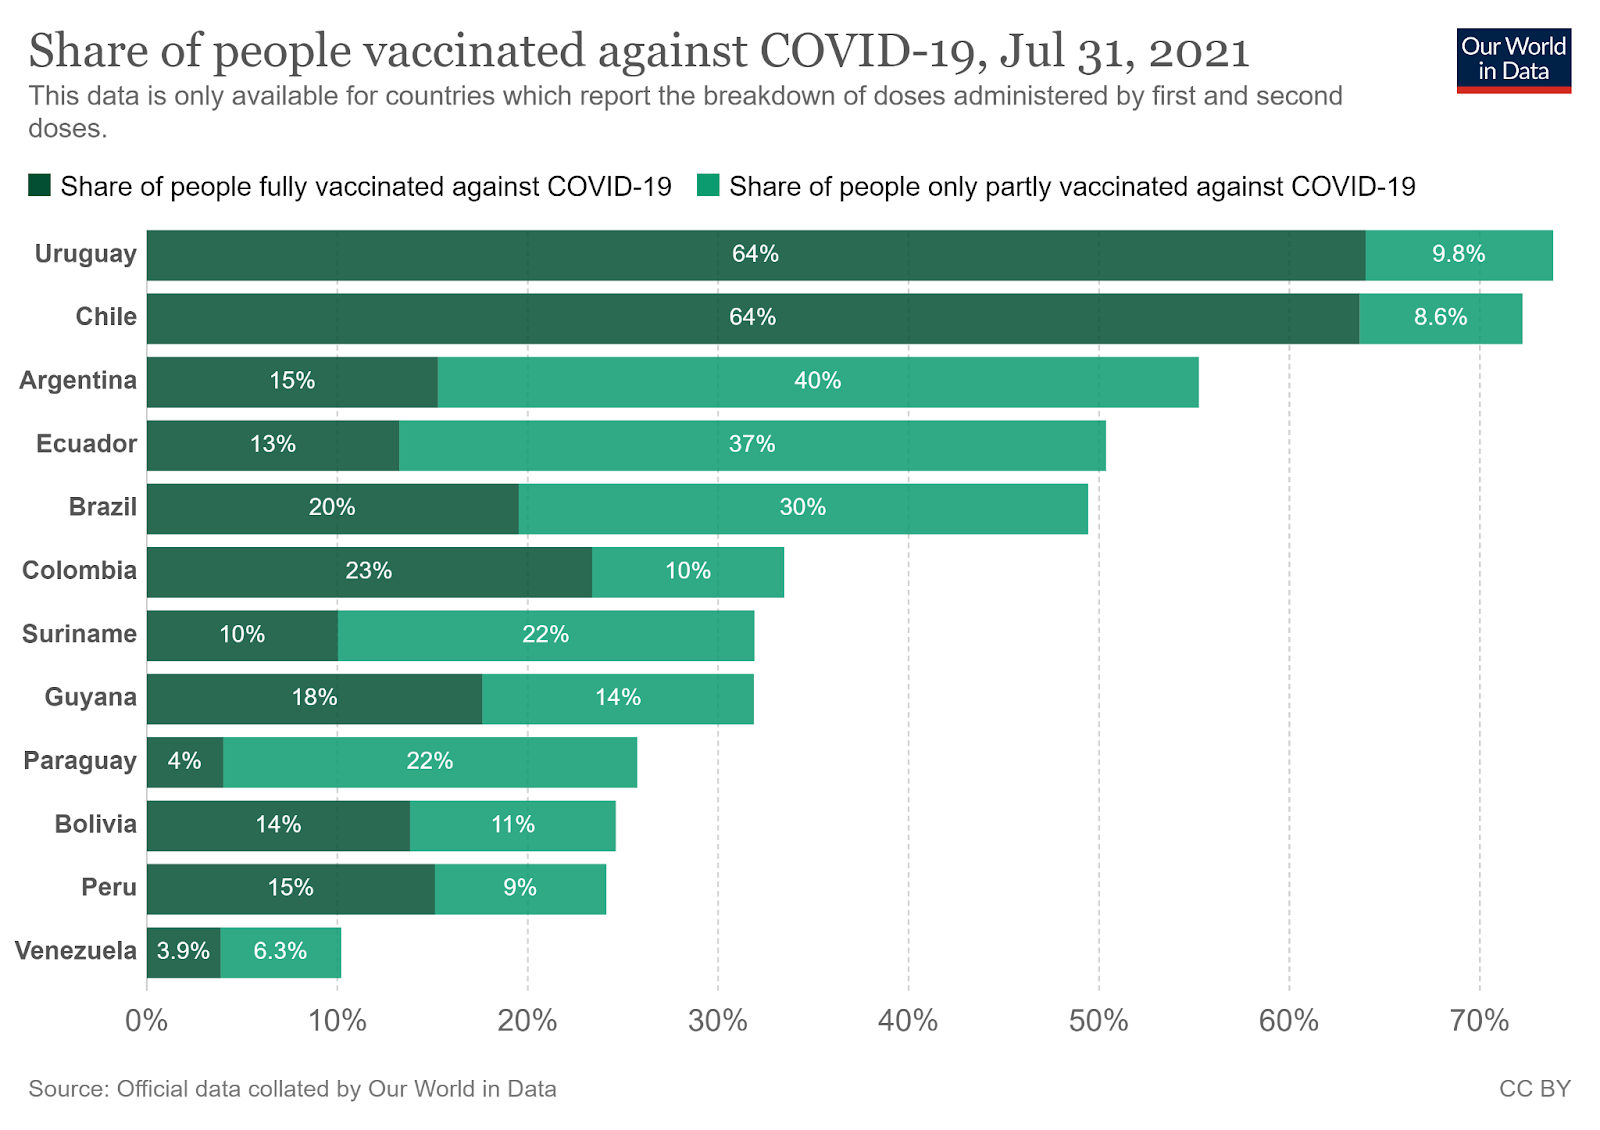 Share of people vaccinated against COVID-19, Jul 31, 2021
Our World
in Data
This data is only available for countries which report the breakdown of doses administered by first and second
doses.
Share of people fully vaccinated against COVID-19 Share of people only partly vaccinated against COVID-19
Uruguay 64% 9.8%
Chile 64% 8.6%
Argentina 15% 40%
Ecuador 13% 37%
Brazil 20% 30%
Colombia 23% 10%
Suriname 10% 22%
Guyana 18% 14%
Paraguay 4% 22%
Bolivia 14% 11%
Peru 15% 9%
Venezuela 3.9% 6.3%
0% 10% 20% 30% 40% 50% 60% 70%
Source: Official data collated by Our World in Data CC BY